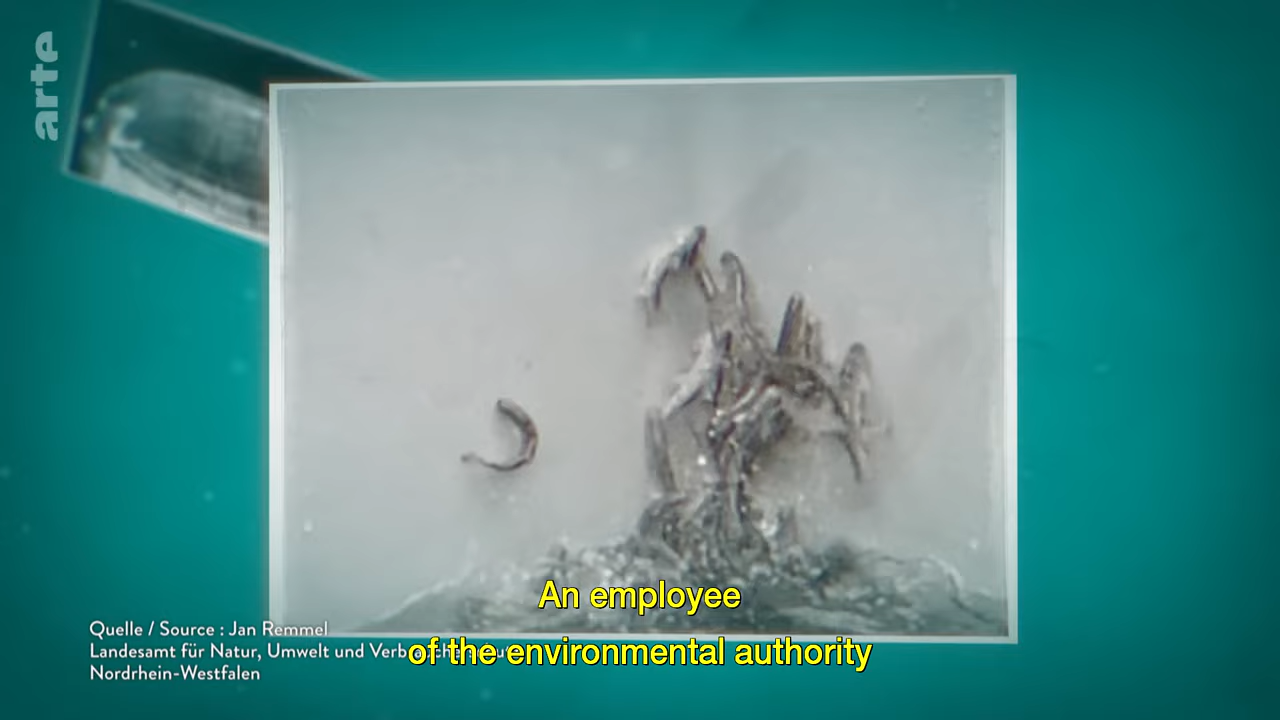 arte
An employee
of the environmental authority
Quelle / Source : Jan Remmel
Landesamt für Natur, Umwelt und
Nordrhein-Westfalen